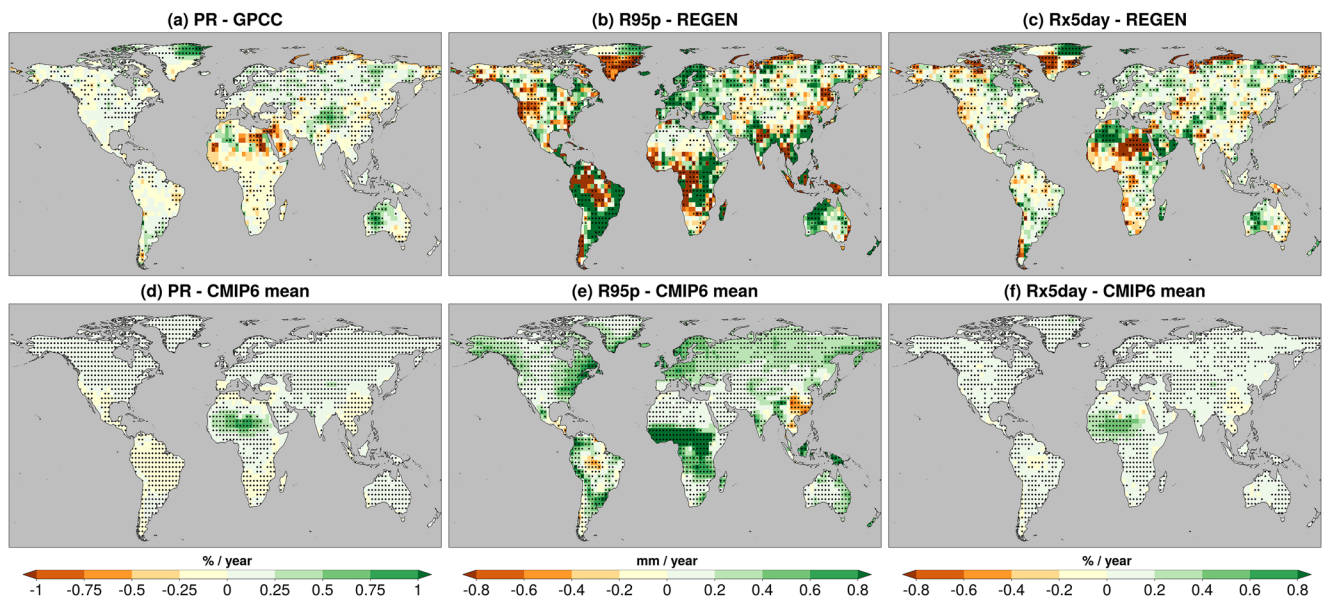 (a) PR - GPCC
(b) R95p - REGEN
(c) Rx5day - REGEN
(d) PR - CMIP6 mean
(e) R95p - CMIP6 mean
(f) Rx5day - CMIP6 mean
% / year
-1 -0.75 -0.5 -0.25 0 0.25 0.5 0.75 1
mm / year
-0.8 -0.6 -0.4 -0.2 0 0.2 0.4 0.6 0.8
% / year
-0.8 -0.6 -0.4 -0.2 0 0.2 0.4 0.6 0.8